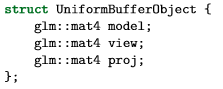 struct UniformBufferObject {
    glm::mat4 model;
    glm::mat4 view;
    glm::mat4 proj;
};